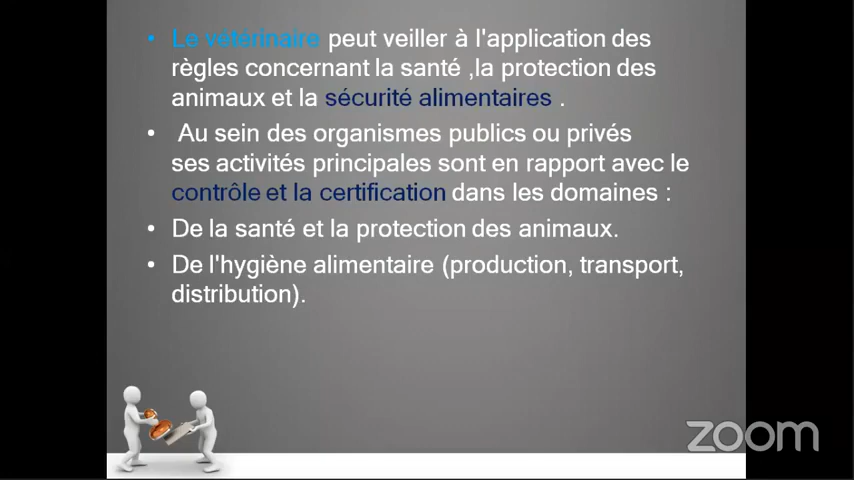 • Le vétérinaire peut veiller à l'application des
règles concernant la santé ,la protection des
animaux et la sécurité alimentaires .
• Au sein des organismes publics ou privés
ses activités principales sont en rapport avec le
contrôle et la certification dans les domaines :
• De la santé et la protection des animaux.
• De l'hygiène alimentaire (production, transport,
distribution).
zoom